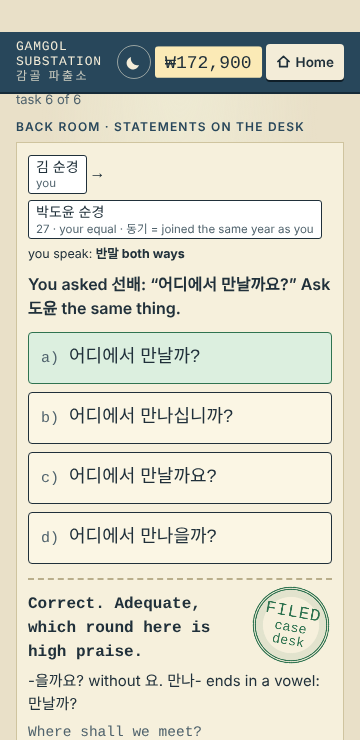 GAMGOL
SUBSTATION
감골 파출소
₩172,900
Home
task 6 of 6
BACK ROOM · STATEMENTS ON THE DESK
김 순경
you
→
박도윤 순경
27 · your equal · 동기 = joined the same year as you
you speak: 반말 both ways
You asked 선배: “어디에서 만날까요?” Ask
도윤 the same thing.
a) 어디에서 만날까?
b) 어디에서 만나십니까?
c) 어디에서 만날까요?
d) 어디에서 만나을까?
Correct. Adequate,
which round here is
high praise.
FILED
case
desk
-을까요? without 요. 만나- ends in a vowel:
만날까?
Where shall we meet?